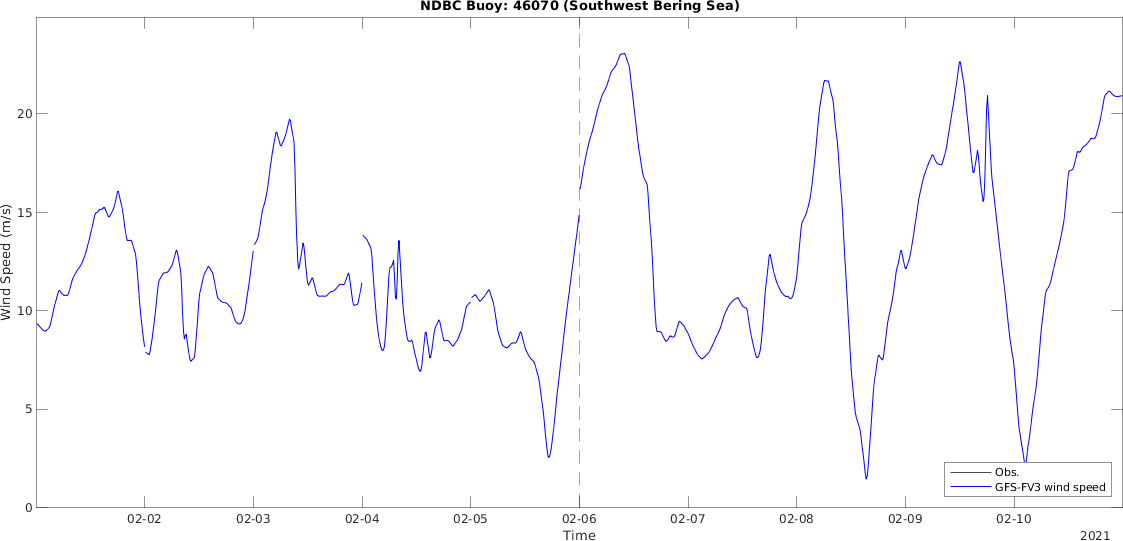 NDBC Buoy: 46070 (Southwest Bering Sea)
Wind Speed (m/s)
20
15
10
5
0
02-02 02-03 02-04 02-05 02-06 02-07 02-08 02-09 02-10
Time
2021
Obs.
GFS-FV3 wind speed